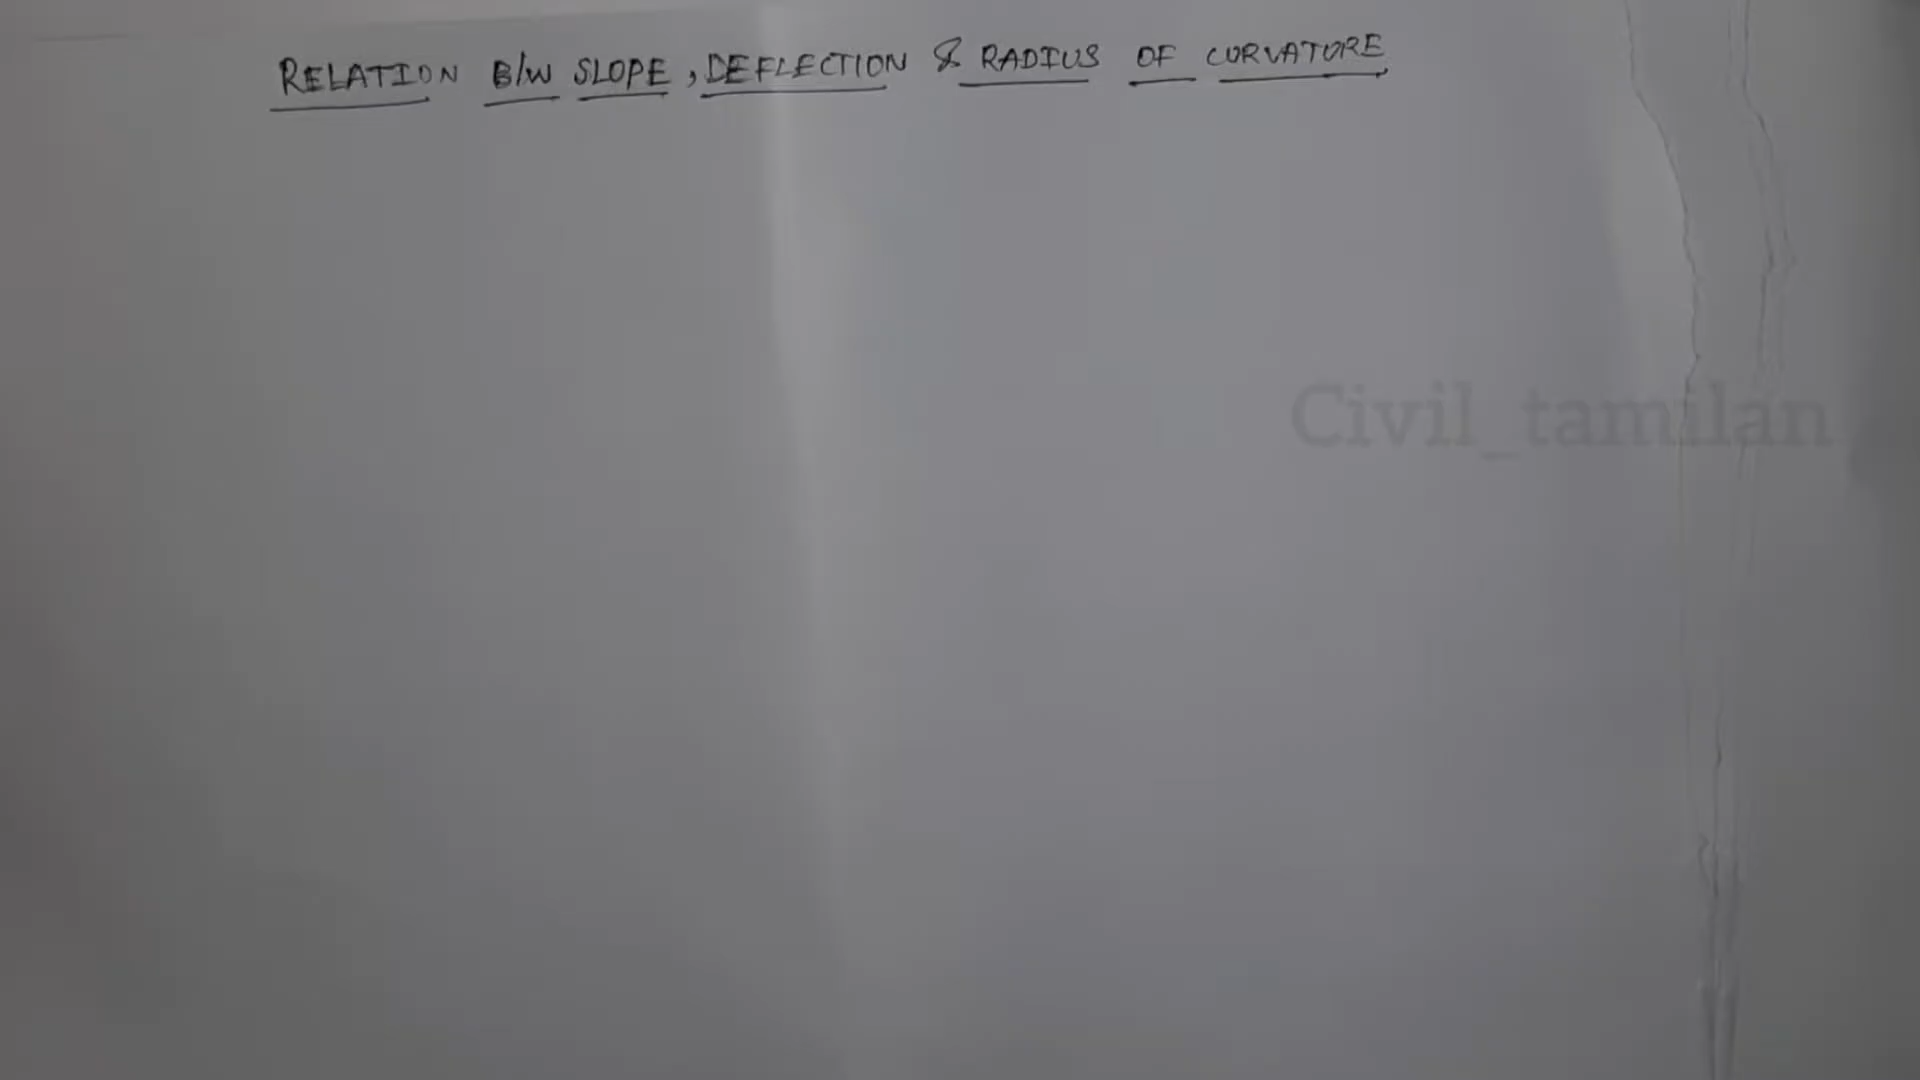 RELATION B/W SLOPE, DEFLECTION & RADIUS OF CURVATURE
Civil_tamilan